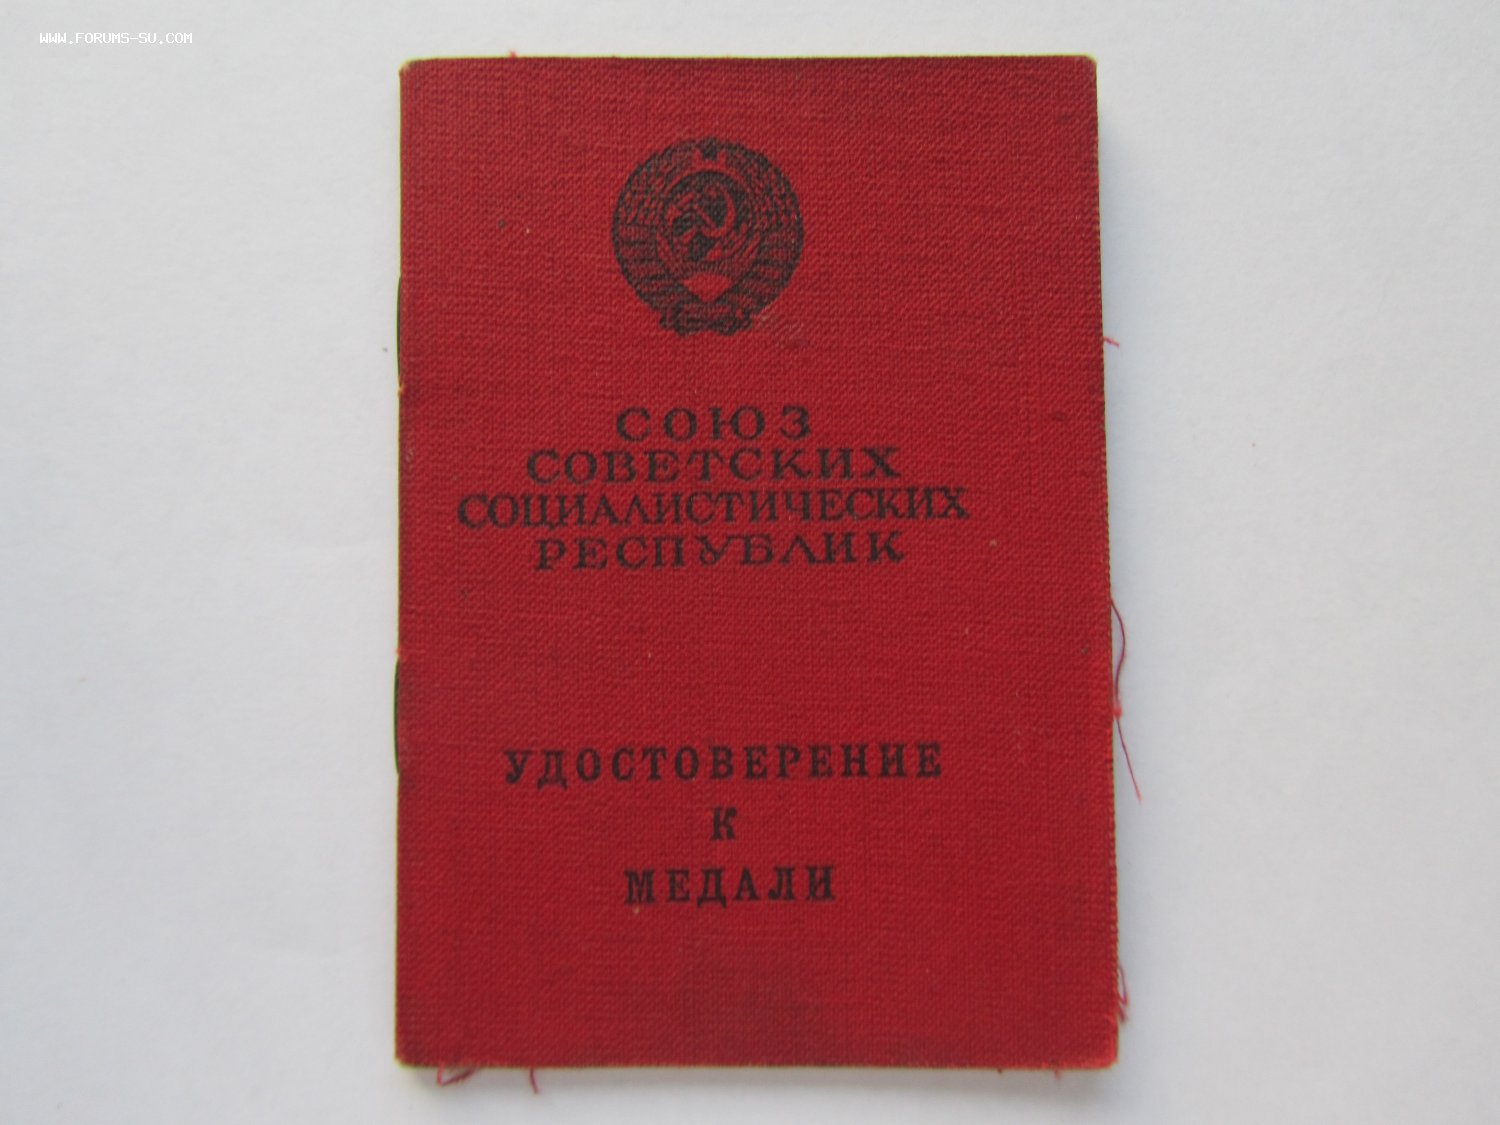 WWW.FORUMS-SU.COM
СОЮЗ
СОВЕТСКИХ
СОЦИАЛИСТИЧЕСКИХ
РЕСПУБЛИК
УДОСТОВЕРЕНИЕ
К
МЕДАЛИ